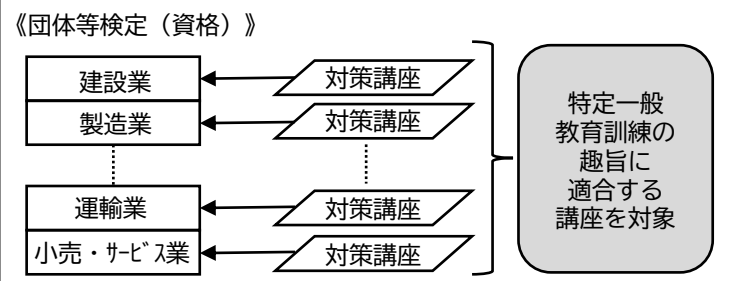 《団体等検定（資格）》
建設業
対策講座
製造業
対策講座
運輸業
対策講座
小売・ｻｰﾋﾞｽ業
対策講座
特定一般
教育訓練の
趣旨に
適合する
講座を対象